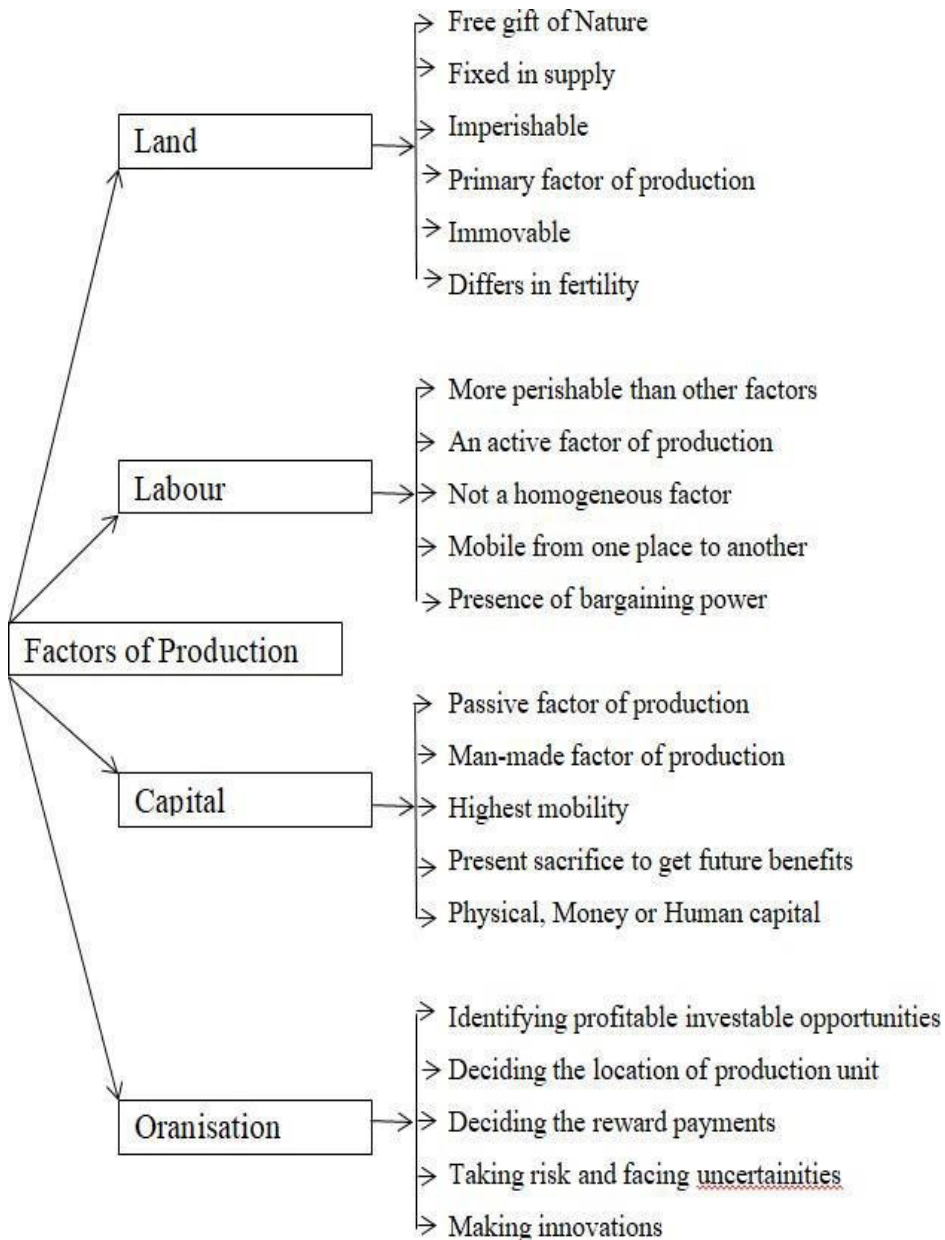 Free gift of Nature
Fixed in supply
Land
Imperishable
Primary factor of production
Immovable
Differs in fertility
More perishable than other factors
An active factor of production
Labour
Not a homogeneous factor
Mobile from one place to another
Presence of bargaining power
Factors of Production
Passive factor of production
Man-made factor of production
Capital
Highest mobility
Present sacrifice to get future benefits
Physical, Money or Human capital
Identifying profitable investable opportunities
Deciding the location of production unit
Oranisation
Deciding the reward payments
Taking risk and facing uncertainities
Making innovations